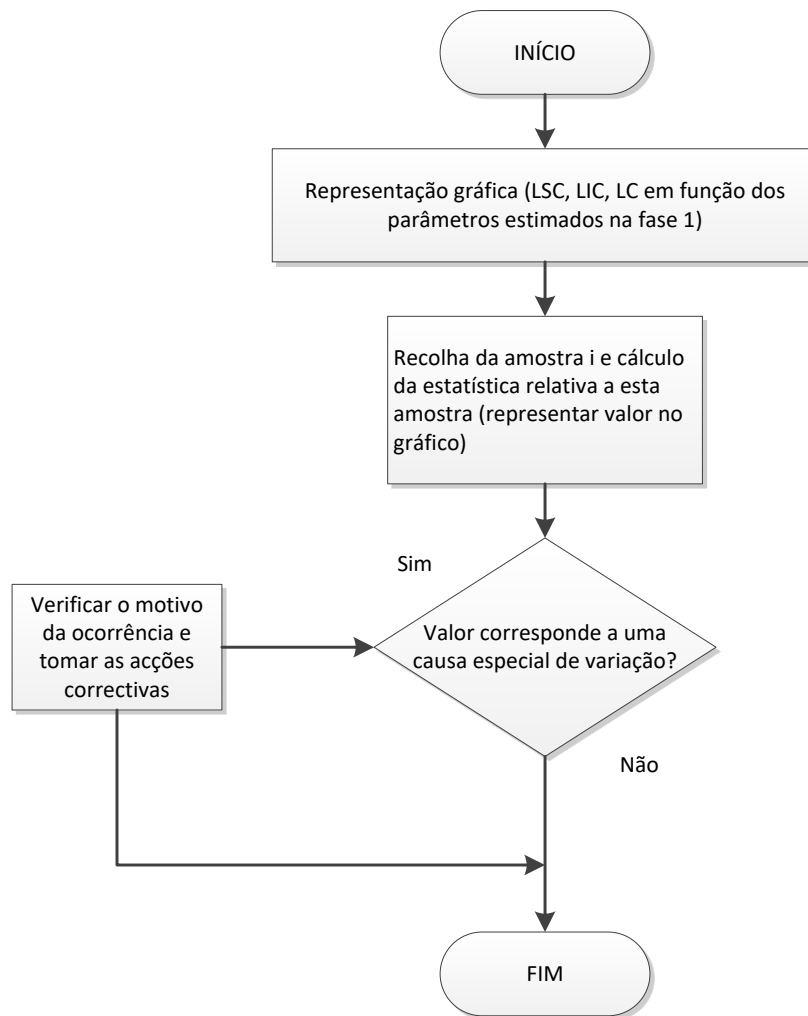 INÍCIO
Representação gráfica (LSC, LIC, LC em função dos
parâmetros estimados na fase 1)
Recolha da amostra i e cálculo
da estatística relativa a esta
amostra (representar valor no
gráfico)
Sim
Verificar o motivo
da ocorrência e
tomar as acções
correctivas
Valor corresponde a uma
causa especial de variação?
Não
FIM